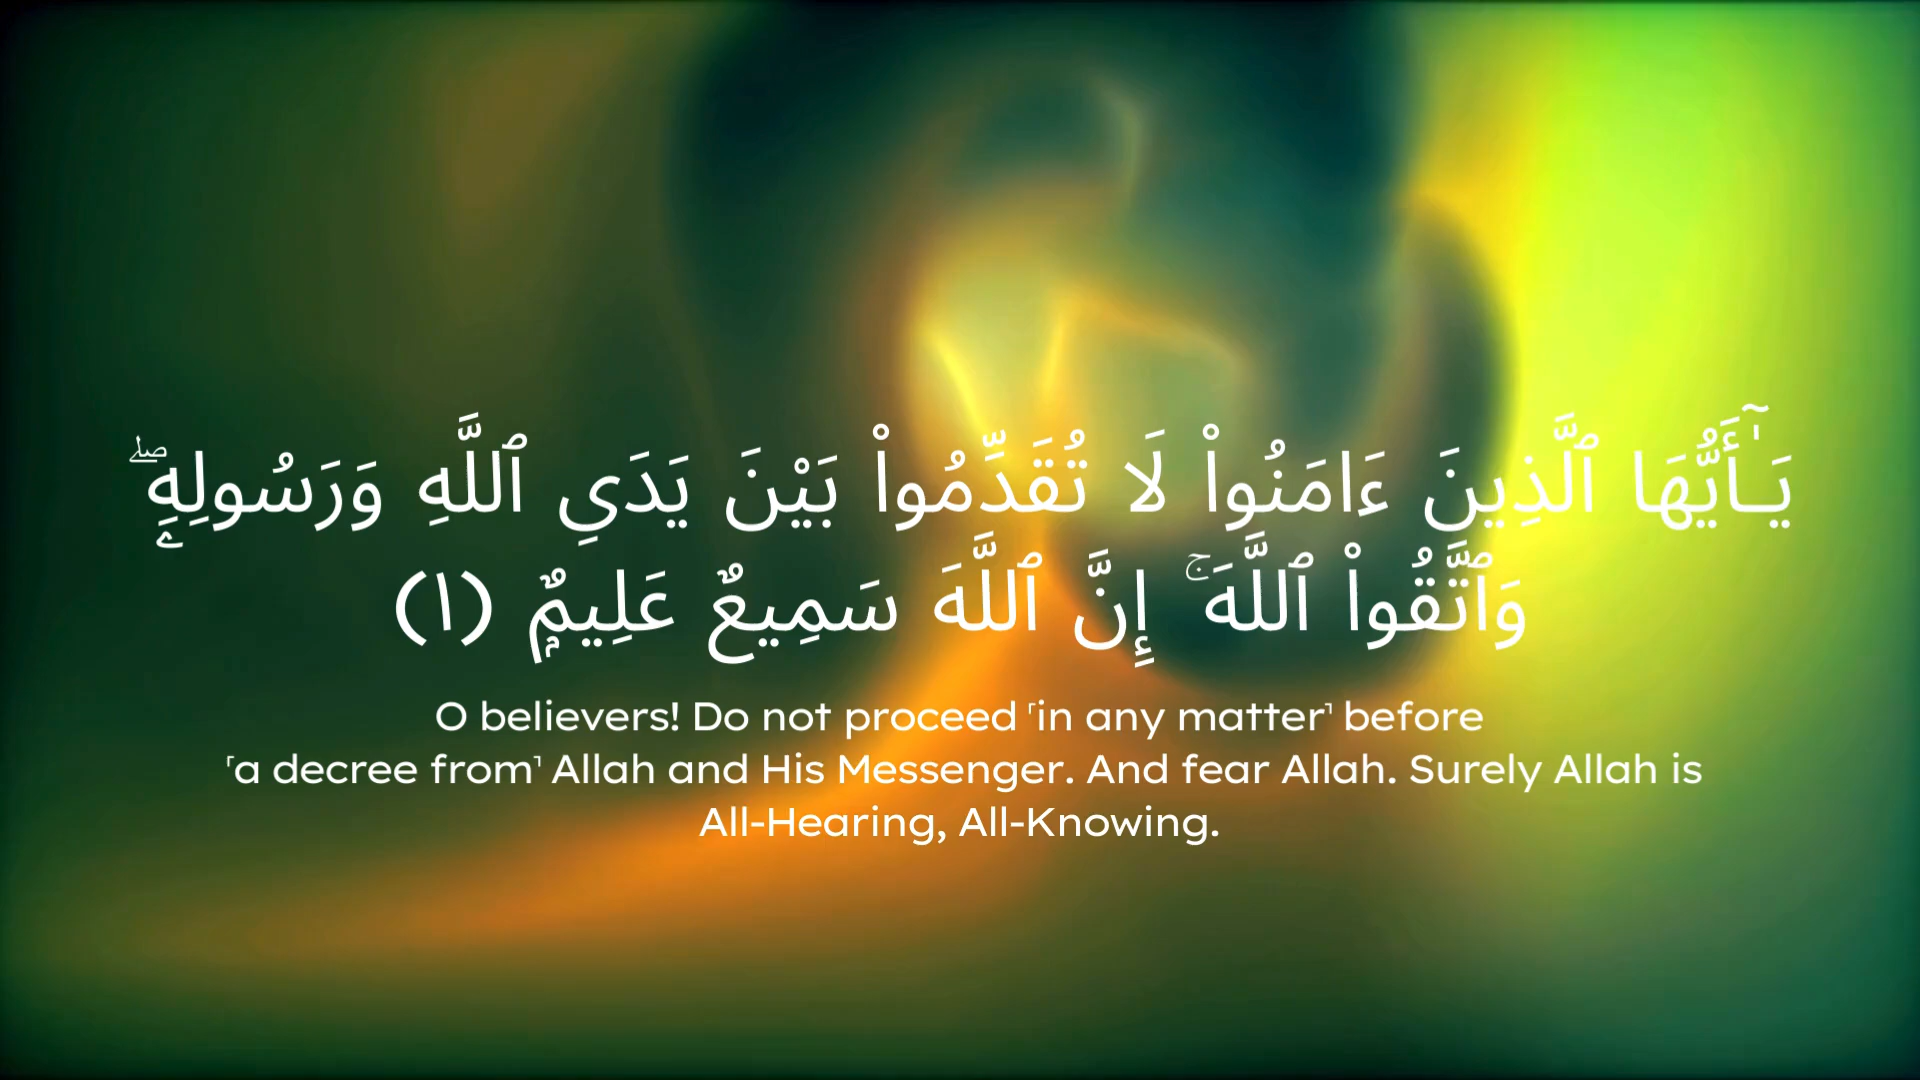 يَـٰٓأَيُّهَا ٱلَّذِينَ ءَامَنُوا۟ لَا تُقَدِّمُوا۟ بَيْنَ يَدَىِ ٱللَّهِ وَرَسُولِهِۦ ۖ
وَٱتَّقُوا۟ ٱللَّهَ ۚ إِنَّ ٱللَّهَ سَمِيعٌ عَلِيمٌۭ (١)
O believers! Do not proceed ˹in any matter˺ before
˹a decree from˺ Allah and His Messenger. And fear Allah. Surely Allah is
All-Hearing, All-Knowing.